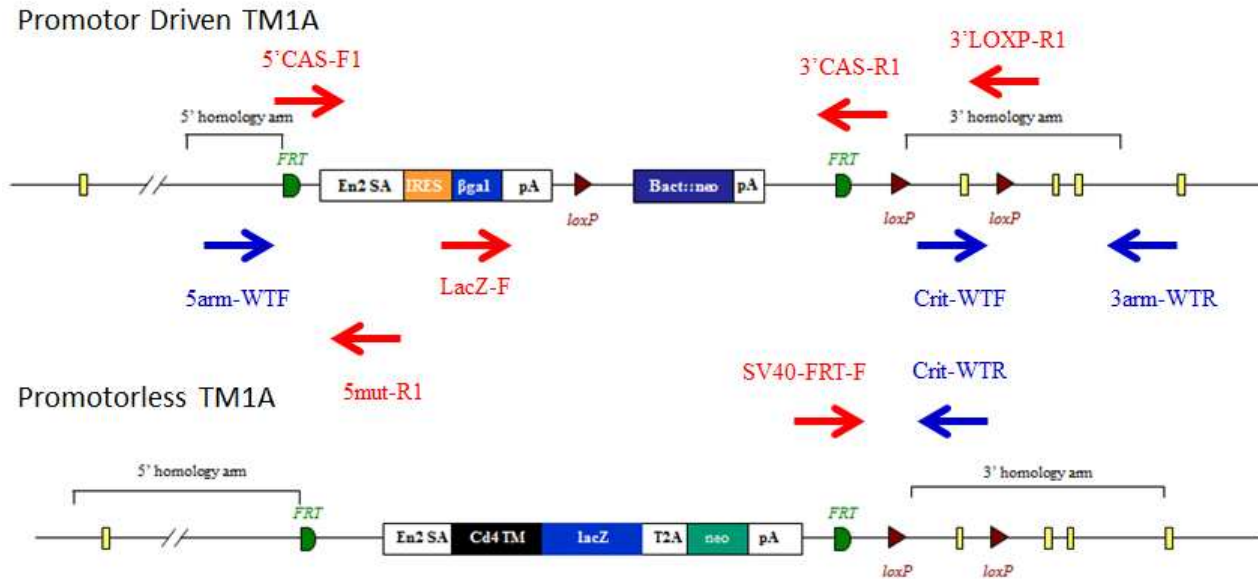 Promotor Driven TM1A
5'CAS-F1
3'CAS-R1
3'LOXP-R1
5' homology arm
3' homology arm
FRT
FRT
En2 SA IRES βgal pA
Bact::neo pA
loxP
loxP
loxP
5arm-WTF
LacZ-F
Crit-WTF
3arm-WTR
5mut-R1
SV40-FRT-F
Crit-WTR
Promotorless TM1A
5' homology arm
3' homology arm
FRT
FRT
En2 SA Cd4 TM lacZ T2A neo pA
loxP
loxP